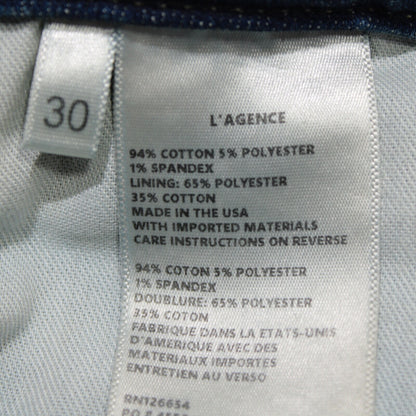 30
L'AGENCE
94% COTTON 5% POLYESTER
1% SPANDEX
LINING: 65% POLYESTER
35% COTTON
MADE IN THE USA
WITH IMPORTED MATERIALS
CARE INSTRUCTIONS ON REVERSE
94% COTTON 5% POLYESTER
1% SPANDEX
DOUBLURE: 65% POLYESTER
35% COTTON
FABRIQUE DANS LA ETATS-UNIS
D'AMERIQUE AVEC DES
MATERIAUX IMPORTES
ENTRETIEN AU VERSO
RN126654